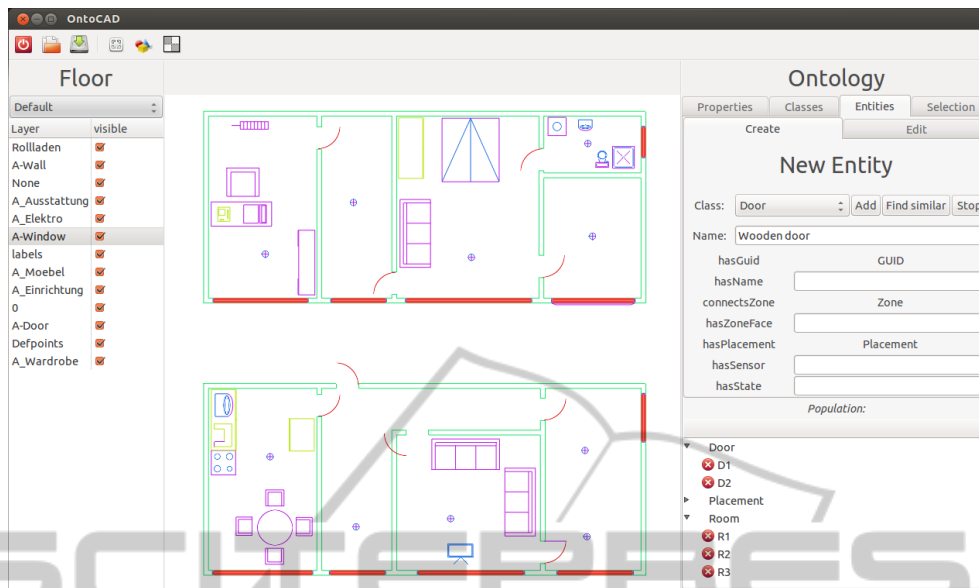 OntoCAD
Floor
Default
Layer visible
Rollladen
A-Wall
None
A_Ausstattung
A_Elektro
A-Window
labels
A_Moebel
A_Einrichtung
0
A-Door
Defpoints
A_Wardrobe
Ontology
Properties Classes Entities Selection
Create Edit
New Entity
Class: Door Add Find similar Stop
Name: Wooden door
hasGuid GUID
hasName
connectsZone Zone
hasZoneFace
hasPlacement Placement
hasSensor
hasState
Population:
Door
D1
D2
Placement
Room
R1
R2
R3
SCITEPRESS